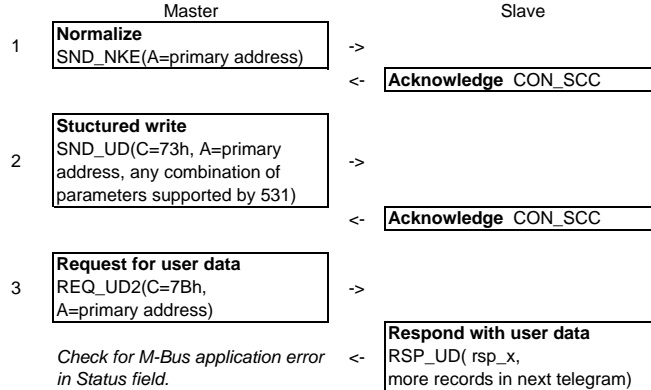 Master Slave
Normalize
1 SND_NKE(A=primary address) ->
<- Acknowledge CON_SCC
Stuctured write
SND_UD(C=73h, A=primary
2 address, any combination of ->
parameters supported by 531)
<- Acknowledge CON_SCC
Request for user data
3 REQ_UD2(C=7Bh, ->
A=primary address)
Respond with user data
Check for M-Bus application error <- RSP_UD( rsp_x,
in Status field. more records in next telegram)